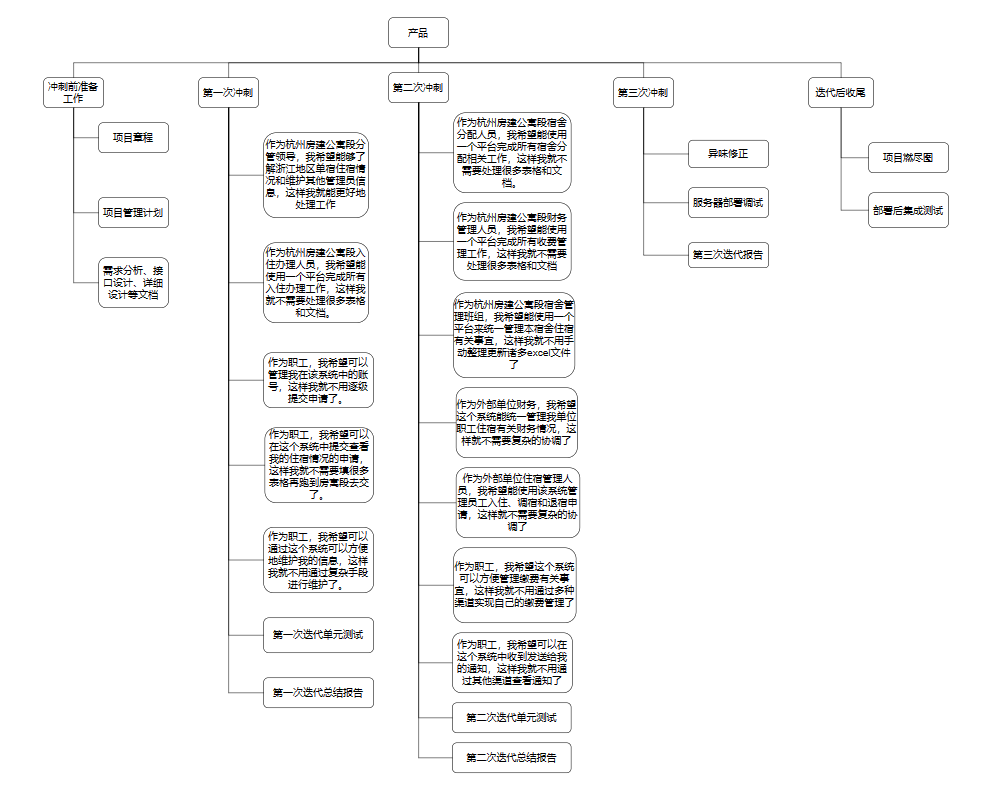 产品
冲刺前准备
工作
项目章程
项目管理计划
需求分析、接
口设计、详细
设计等文档
第一次冲刺
作为杭州房建公寓段分
管领导，我希望能够了
解浙江地区单宿住宿情
况和维护其他管理员信
息，这样我就能更好地
处理工作
作为杭州房建公寓段入
住办理人员，我希望能
使用一个平台完成所有
入住办理工作，这样我
就不需要处理很多表格
和文档。
作为职工，我希望可以
管理我在该系统中的账
号，这样我就不用逐级
提交申请了。
作为职工，我希望可以
在这个系统中提交查看
我的住宿情况的申请，
这样我就不需要填很多
表格再跑到房寓段去交
了。
作为职工，我希望可以
通过这个系统可以方便
地维护我的信息，这样
我就不用通过复杂手段
进行维护了。
第一次迭代单元测试
第一次迭代总结报告
第二次冲刺
作为杭州房建公寓段宿舍
分配人员，我希望能使用
一个平台完成所有宿舍分
配相关工作，这样我就不
需要处理很多表格和文
档。
作为杭州房建公寓段财务
管理人员，我希望能使用
一个平台完成所有收费管
理工作，这样我就不需要
处理很多表格和文档
作为杭州房建公寓段宿舍管
理班组，我希望能使用一个
平台来统一管理本宿舍住宿
有关事宜，这样我就不用手
动整理更新诸多excel文件
了
作为外部单位财务，我希望
这个系统能统一管理我单位
职工住宿有关财务情况，这
样就不需要复杂的协调了
作为外部单位住宿管理人
员，我希望能使用该系统管
理员工入住、调宿和退宿申
请，这样就不需要复杂的协
调了
作为职工，我希望这个系统
可以方便管理缴费有关事
宜，这样我就不用通过多种
渠道实现自己的缴费管理了
作为职工，我希望可以在
这个系统中收到发送给我
的通知，这样我就不用通
过其他渠道查看通知了
第二次迭代单元测试
第二次迭代总结报告
第三次冲刺
异味修正
服务器部署调试
第三次迭代报告
迭代后收尾
项目燃尽图
部署后集成测试